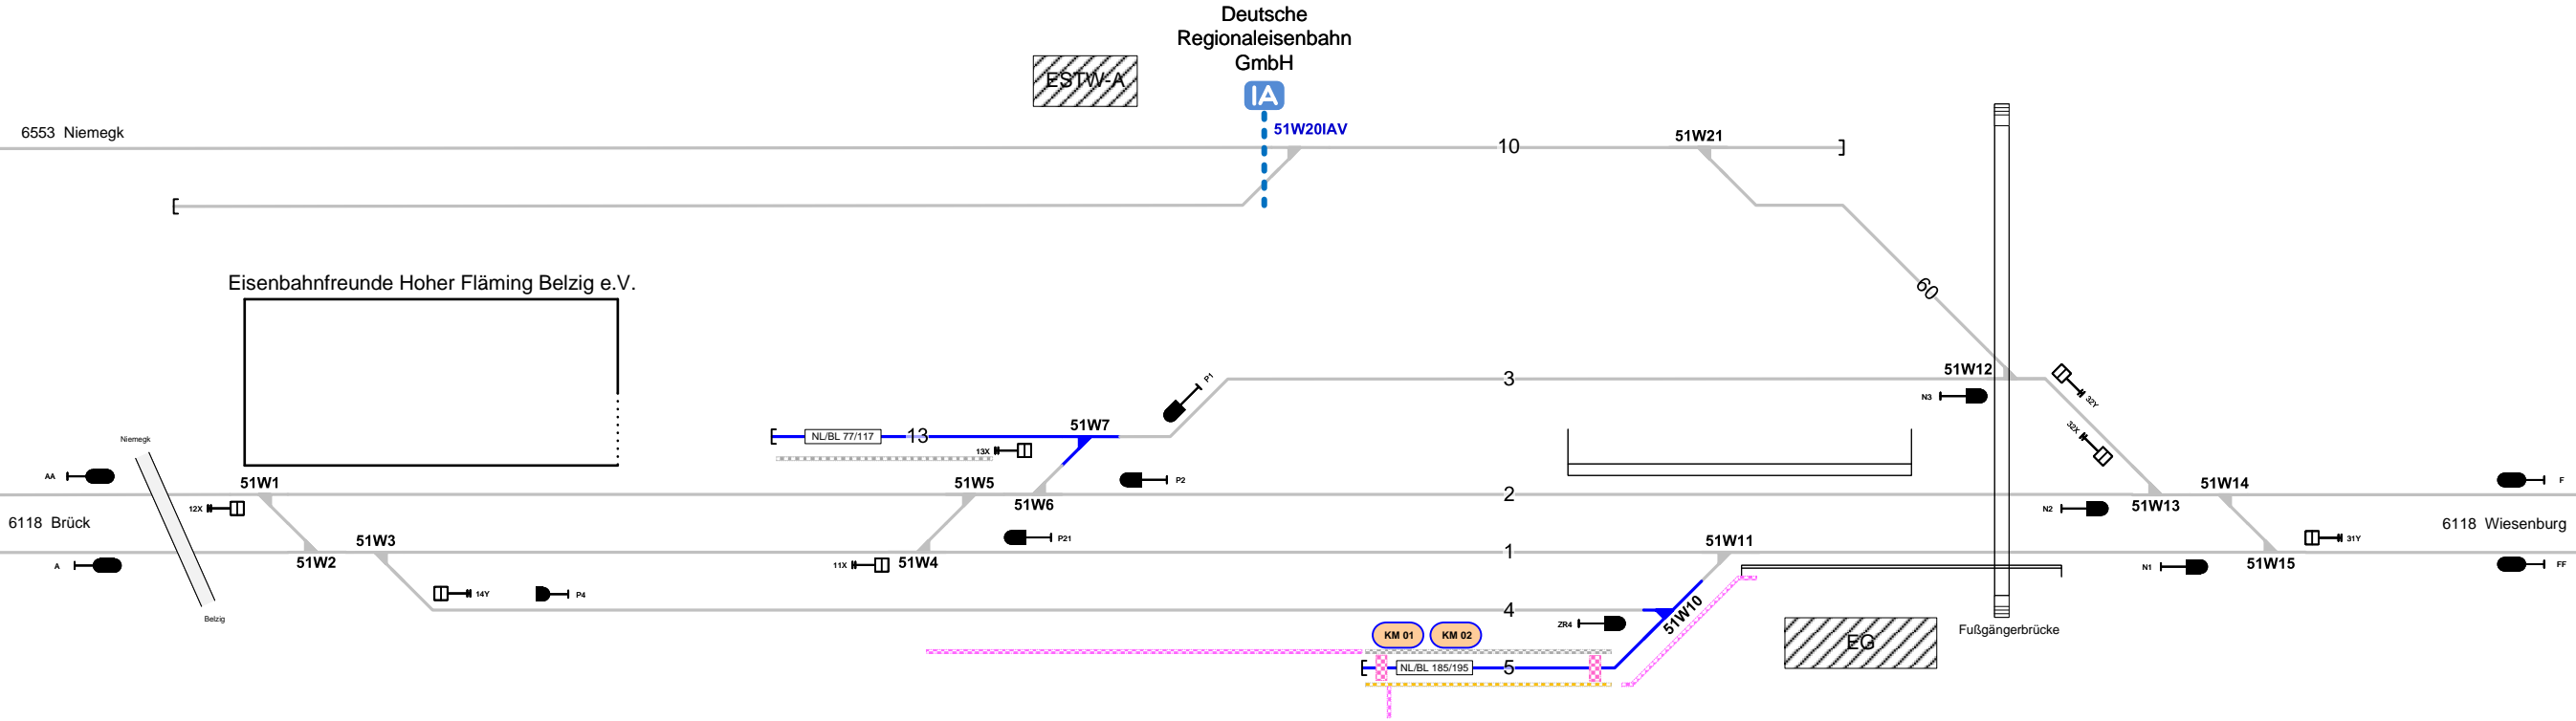 Deutsche
Regionaleisenbahn
GmbH
ESTW-A
IA
6553 Niemegk
51W20IAV
10
51W21
Eisenbahnfreunde Hoher Fläming Belzig e.V.
60
51W12
3
P1
N3
32Y
32X
Niemegk
NL/BL 77/117
13
51W7
13X
AA
51W1
51W5
51W6
P2
2
51W14
51W13
F
12X
N2
6118 Brück
6118 Wiesenburg
51W3
51W2
P21
1
51W11
31Y
A
11X
51W4
N1
51W15
FF
14Y
P4
4
51W10
ZR4
Belzig
KM 01
KM 02
EG
Fußgängerbrücke
NL/BL 185/195
5